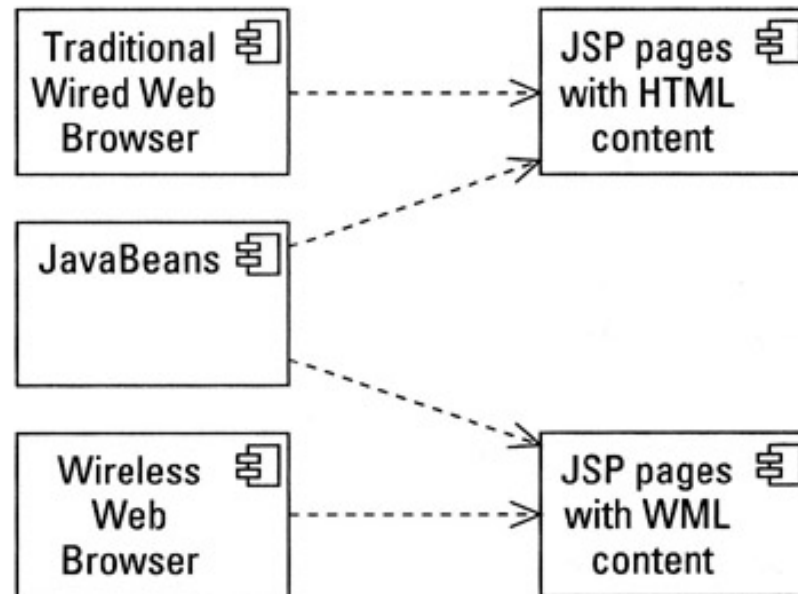 Traditional
Wired Web
Browser
JSP pages
with HTML
content
JavaBeans
Wireless
Web
Browser
JSP pages
with WML
content